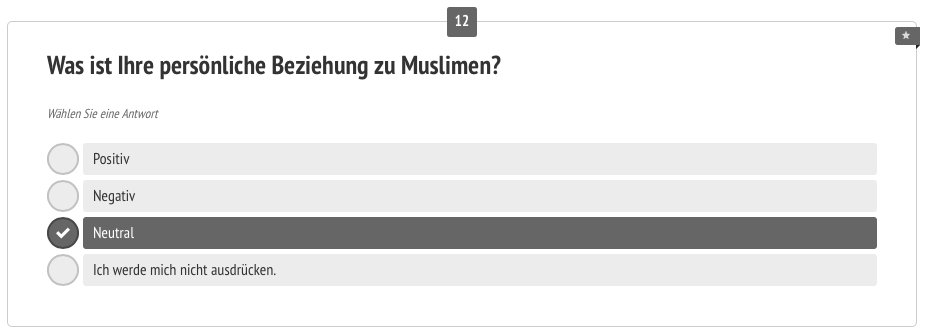 12
Was ist Ihre persönliche Beziehung zu Muslimen?
Wählen Sie eine Antwort
Positiv
Negativ
Neutral
Ich werde mich nicht ausdrücken.